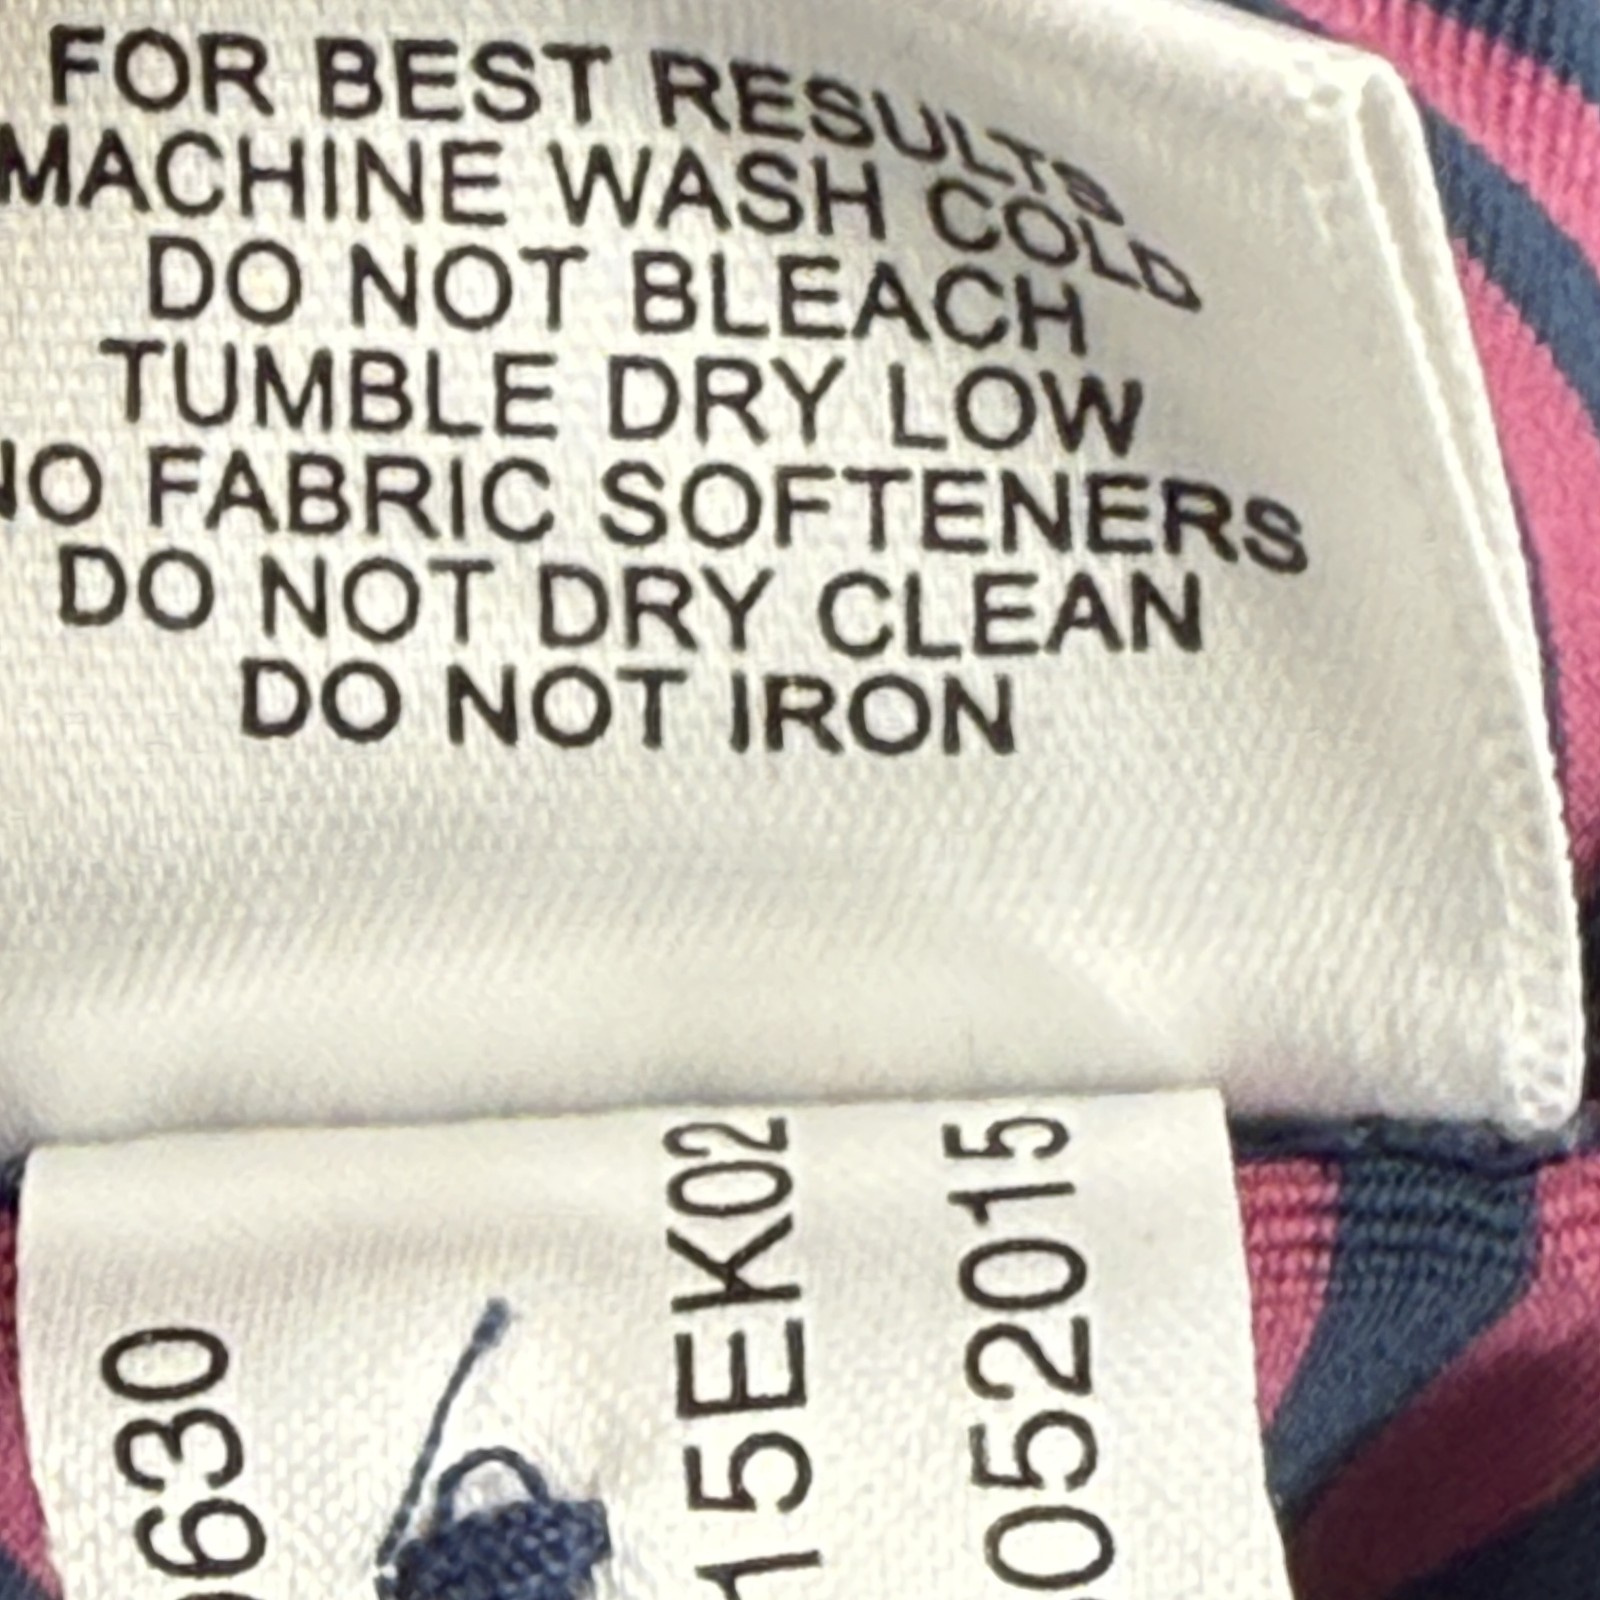 FOR BEST RESULTS
MACHINE WASH COLD
DO NOT BLEACH
TUMBLE DRY LOW
NO FABRIC SOFTENERS
DO NOT DRY CLEAN
DO NOT IRON
630
15EK02
052015